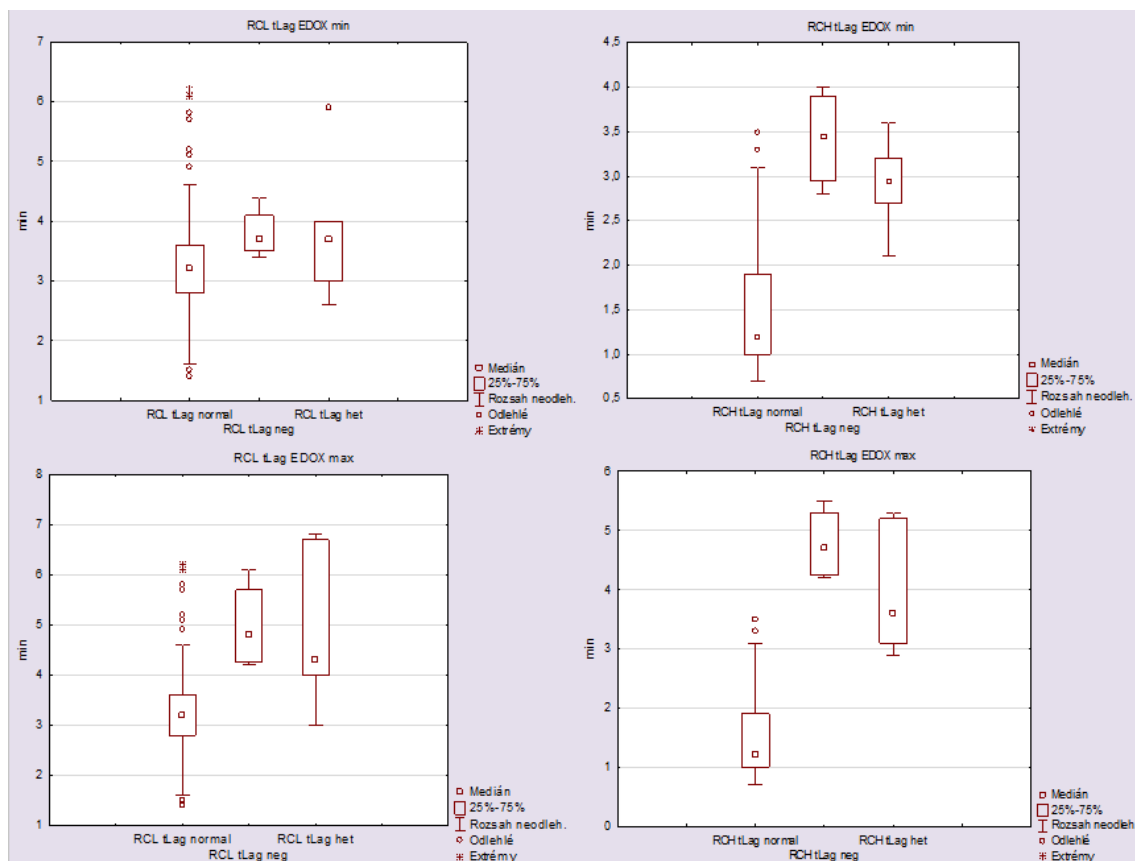 RCL tLag EDOX min
7
6
5
4
3
2
1
min
RCL tLag normal RCL tLag het
RCL tLag neg
Medián
25%-75%
Rozsah neodleh.
Odlehlé
Extrémy
RCH tLag EDOX min
4,5
4,0
3,5
3,0
2,5
2,0
1,5
1,0
0,5
min
RCH tLag normal RCH tLag het
RCH tLag neg
Medián
25%-75%
Rozsah neodleh.
Odlehlé
Extrémy
RCL tLag EDOX max
8
7
6
5
4
3
2
1
min
RCL tLag normal RCL tLag het
RCL tLag neg
Medián
25%-75%
Rozsah neodleh.
Odlehlé
Extrémy
RCH tLag EDOX max
6
5
4
3
2
1
0
min
RCH tLag normal RCH tLag het
RCH tLag neg
Medián
25%-75%
Rozsah neodleh.
Odlehlé
Extrémy